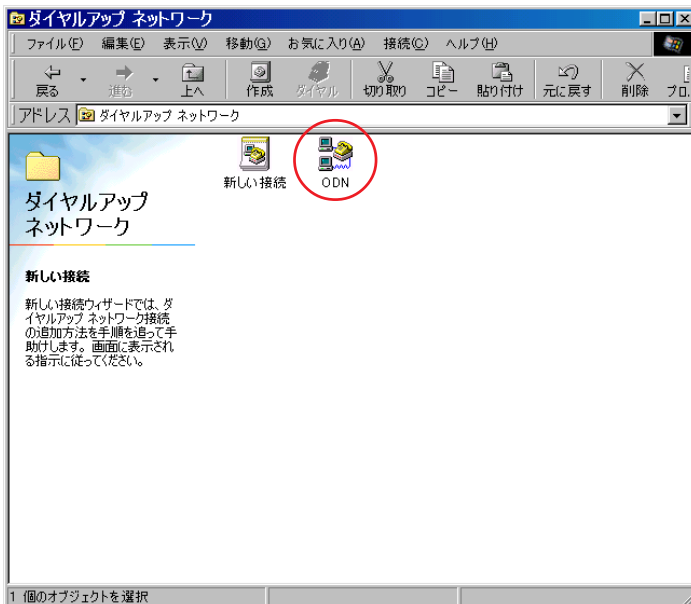 ダイヤルアップ ネットワーク
ファイル(F) 編集(E) 表示(V) 移動(G) お気に入り(A) 接続(C) ヘルプ(H)
戻る 進む 上へ 作成 ダイヤル 切り取り コピー 貼り付け 元に戻す 削除 プロ
アドレス ダイヤルアップ ネットワーク
新しい接続 ODN
ダイヤルアップ
ネットワーク
新しい接続
新しい接続ウィザードでは、ダ
イヤルアップ ネットワーク接続
の追加方法を手順を追って手
助けします。画面に表示され
る指示に従ってください。
1 個のオブジェクトを選択